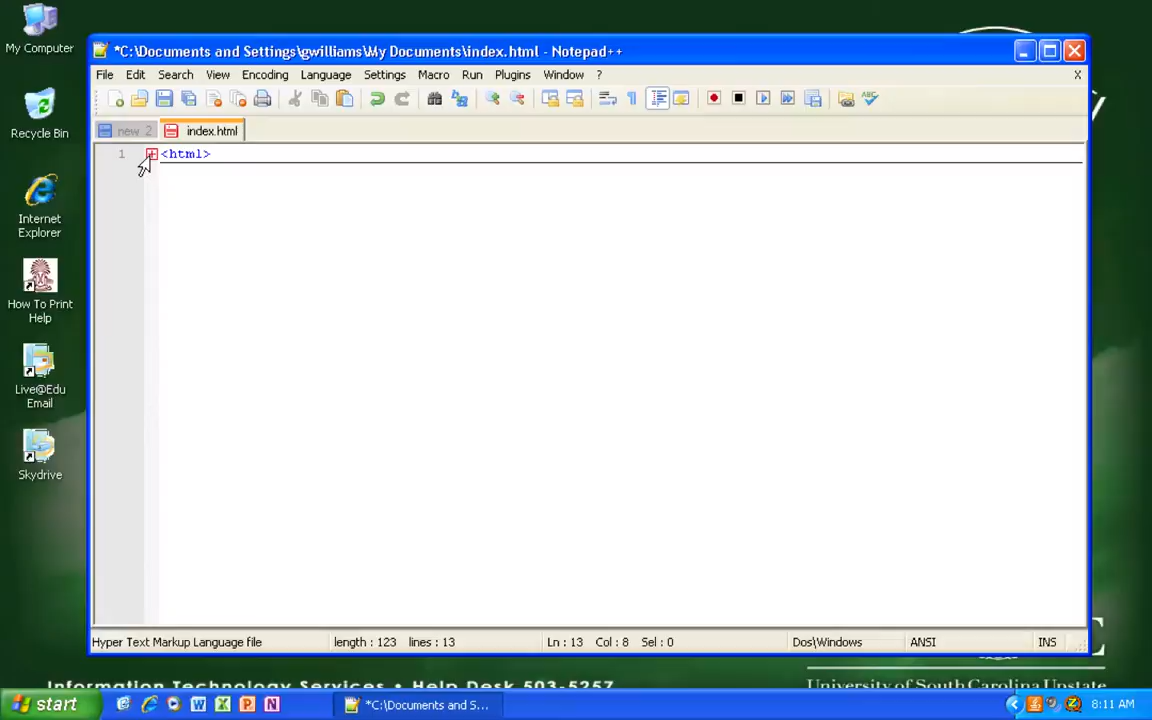 My Computer
Recycle Bin
Internet
Explorer
How To Print
Help
Live@Edu
Email
Skydrive
*C:\Documents and Settings\gwilliams\My Documents\index.html - Notepad++
File Edit Search View Encoding Language Settings Macro Run Plugins Window ? X
new 2 index.html
1 <html>
Hyper Text Markup Language file length : 123 lines : 13 Ln : 13 Col : 8 Sel : 0 Dos\Windows ANSI INS
Information Technology Services • Help Desk 503-5257
University of South Carolina Upstate
start *C:\Documents and S... 8:11 AM